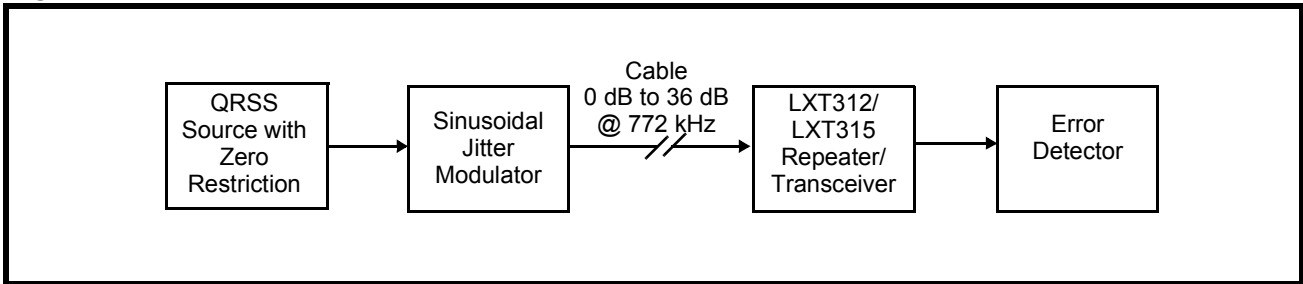 QRSS
Source with
Zero
Restriction
Sinusoidal
Jitter
Modulator
Cable
0 dB to 36 dB
@ 772 kHz
LXT312/
LXT315
Repeater/
Transceiver
Error
Detector